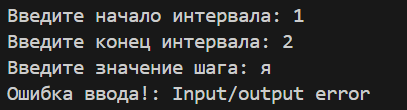 Введите начало интервала: 1
Введите конец интервала: 2
Введите значение шага: я
Ошибка ввода!: Input/output error